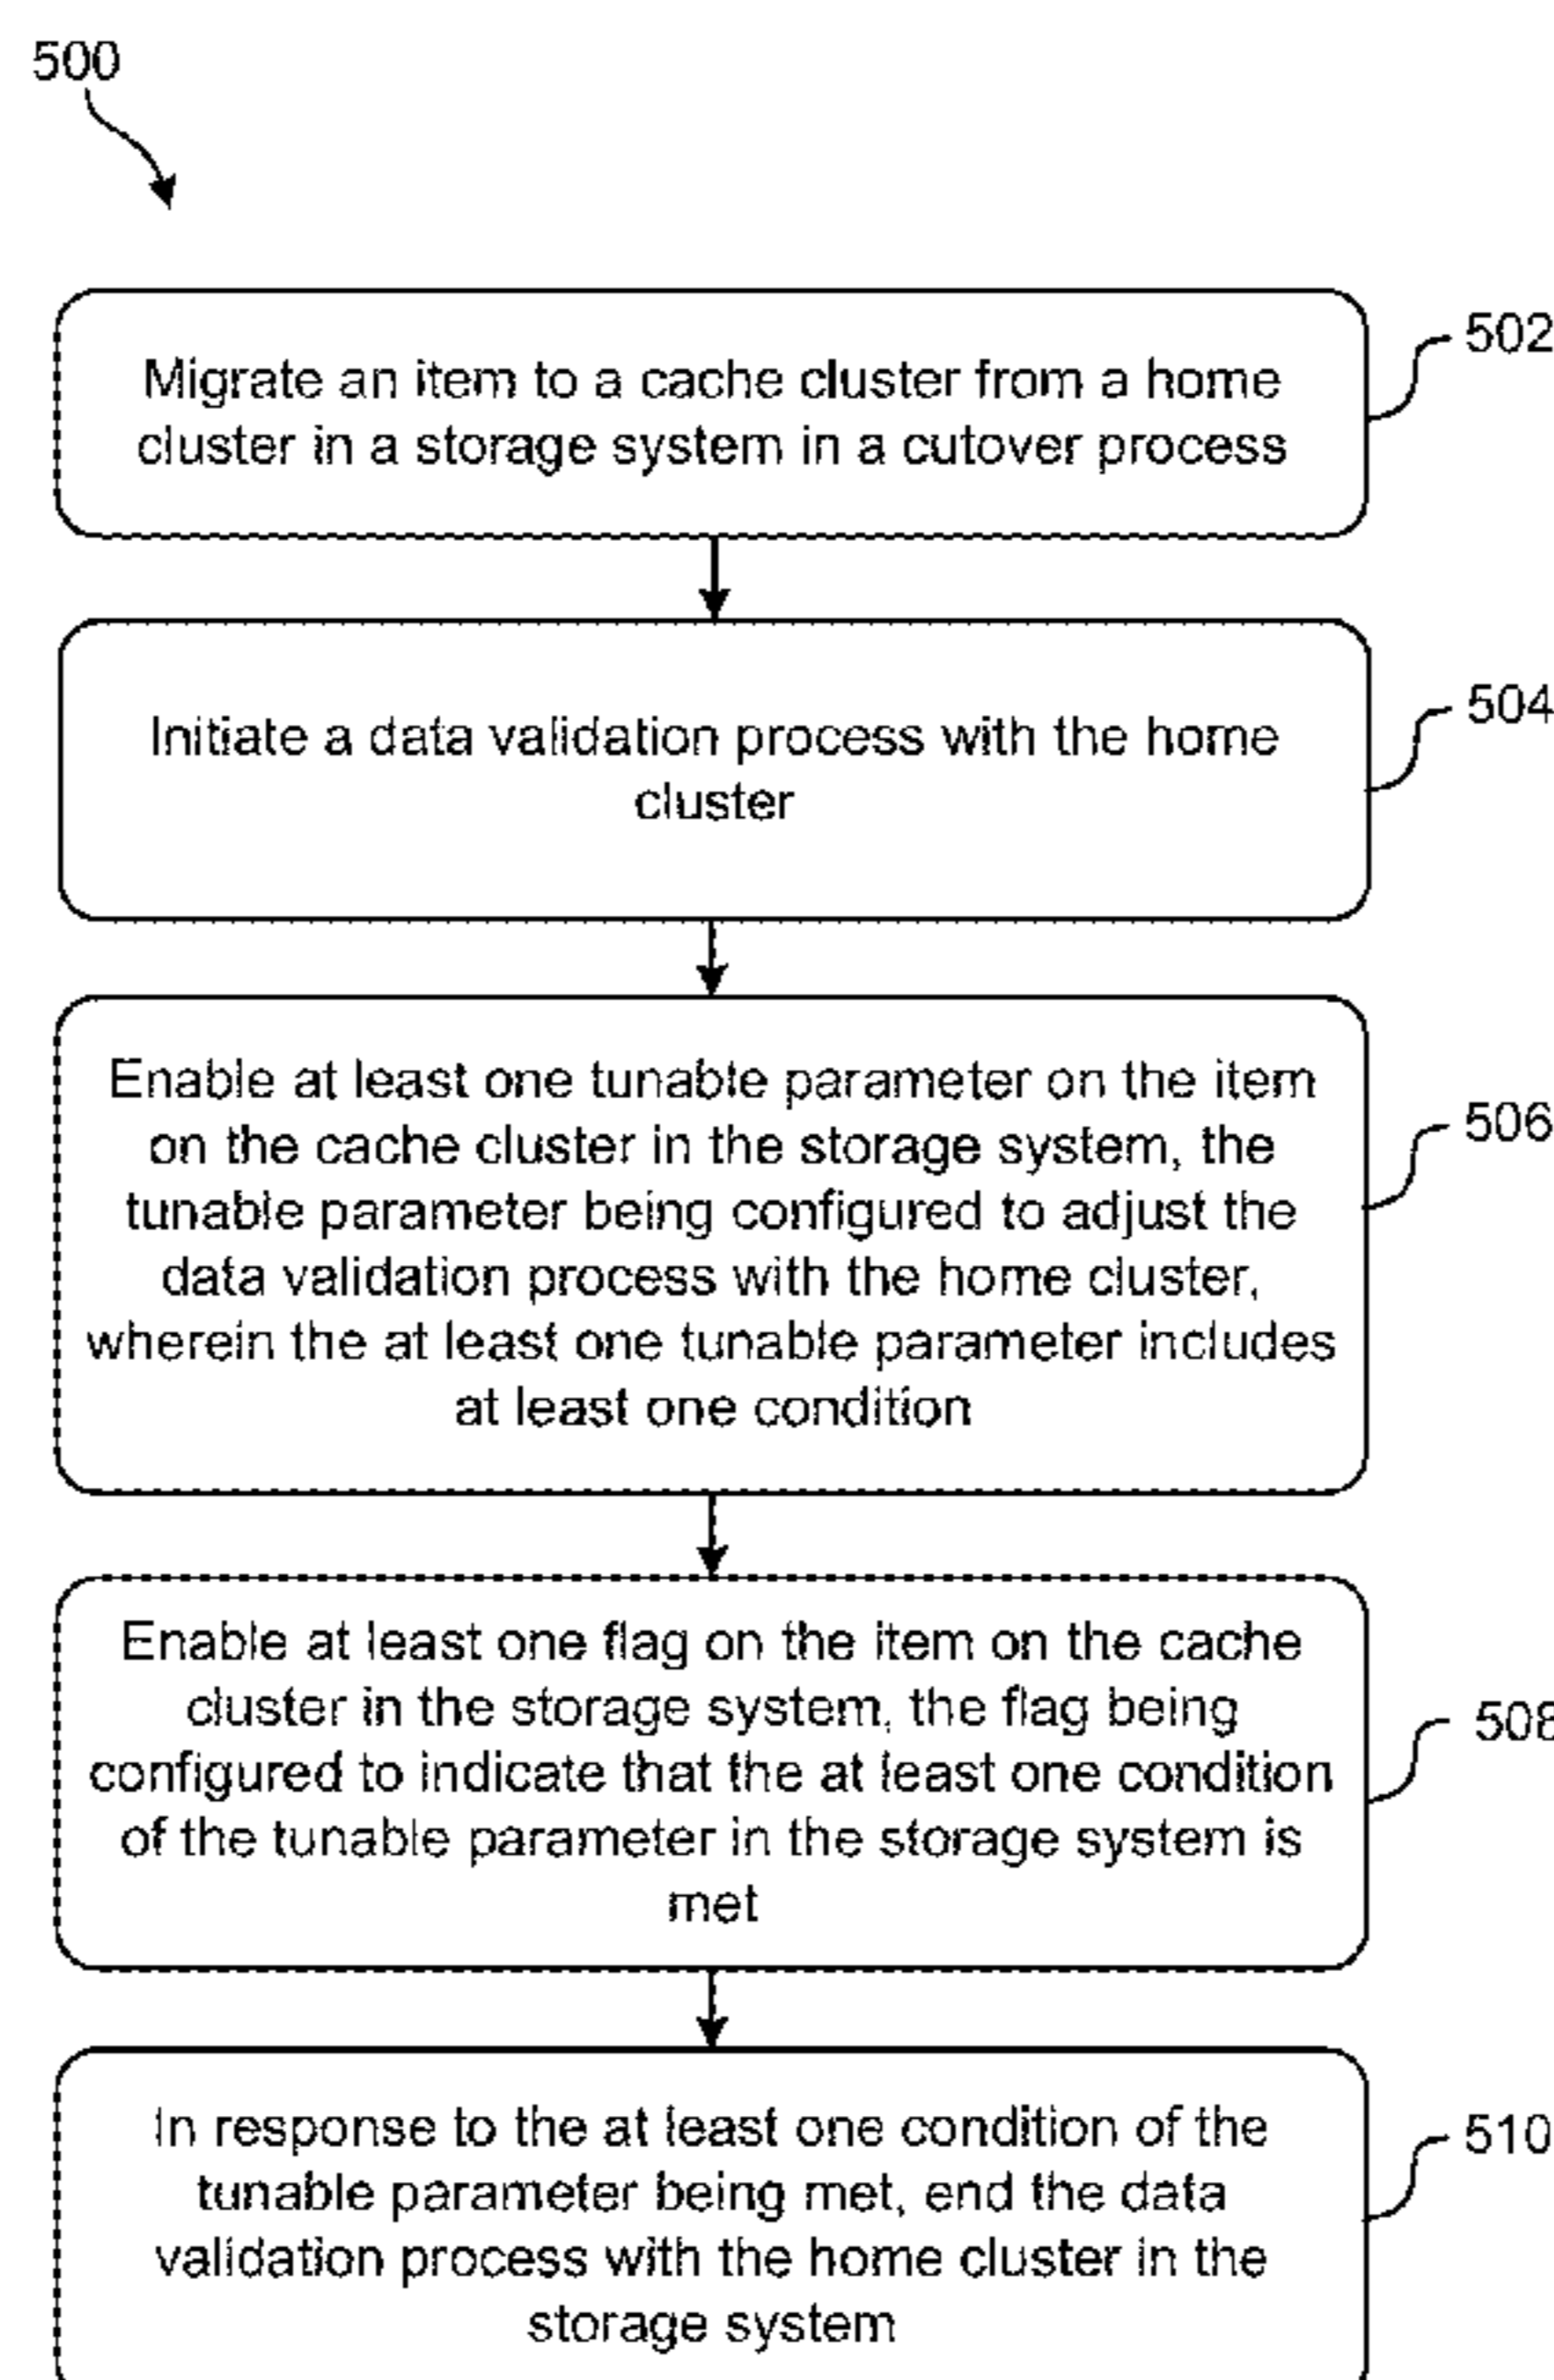 500
Migrate an item to a cache cluster from a home
cluster in a storage system in a cutover process
502
Initiate a data validation process with the home
cluster
504
Enable at least one tunable parameter on the item
on the cache cluster in the storage system, the
tunable parameter being configured to adjust the
data validation process with the home cluster,
wherein the at least one tunable parameter includes
at least one condition
506
Enable at least one flag on the item on the cache
cluster in the storage system, the flag being
configured to indicate that the at least one condition
of the tunable parameter in the storage system is
met
508
In response to the at least one condition of the
tunable parameter being met, end the data
validation process with the home cluster in the
storage system
510